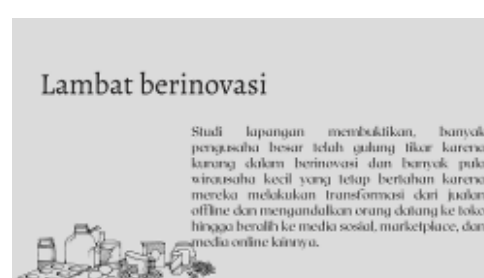 Lambat berinovasi
Studi lapangan membuktikan, banyak
pengusaha besar telah gulung tikar karena
kurang dalam berinovasi dan banyak pula
wirausaha kecil yang tetap bertahan karena
mereka melakukan transformasi dari jualan
offline dan mengandalkan orang datang ke toko
hingga beralih ke media sosial, marketplace, dan
media online lainnya.